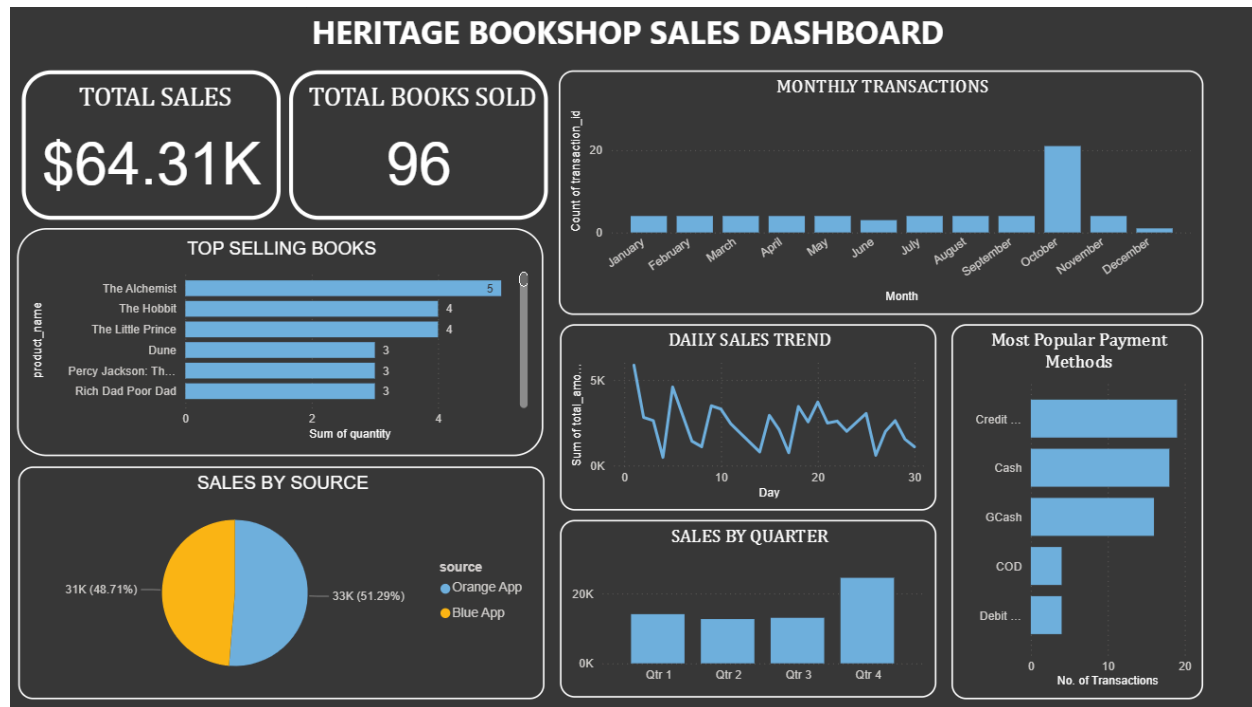 HERITAGE BOOKSHOP SALES DASHBOARD
TOTAL SALES
$64.31K
TOTAL BOOKS SOLD
96
MONTHLY TRANSACTIONS
Count of transaction_id
20
0
January
February
March
April
May
June
July
August
September
October
November
December
Month
TOP SELLING BOOKS
product_name
The Alchemist
5
The Hobbit
4
The Little Prince
4
Dune
3
Percy Jackson: Th...
3
Rich Dad Poor Dad
3
0
2
4
Sum of quantity
DAILY SALES TREND
Sum of total_amo...
5K
0K
0
10
20
30
Day
Most Popular Payment
Methods
Credit ...
Cash
GCash
COD
Debit ...
0
10
20
No. of Transactions
SALES BY SOURCE
31K (48.71%)
33K (51.29%)
source
Orange App
Blue App
SALES BY QUARTER
20K
0K
Qtr 1
Qtr 2
Qtr 3
Qtr 4